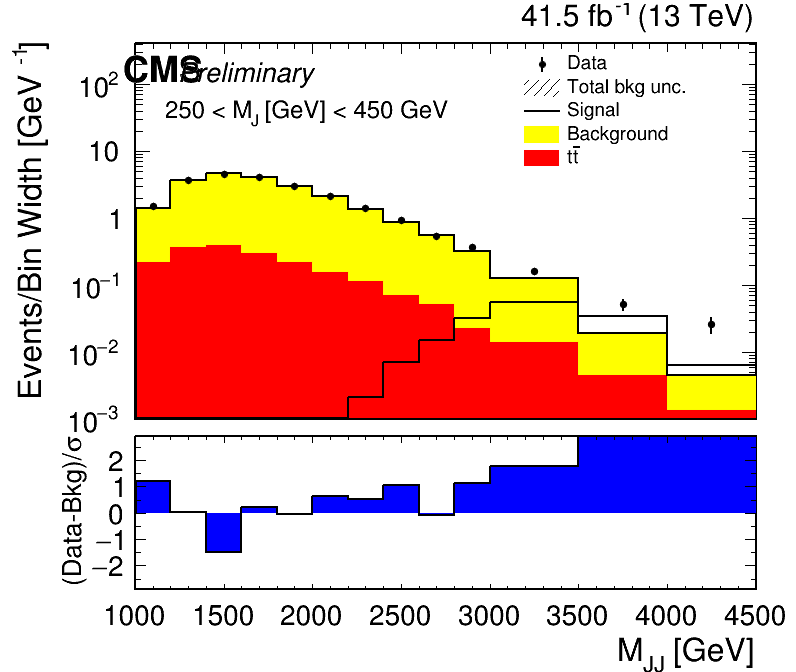 41.5 fb⁻¹ (13 TeV)
CMS Preliminary
250 < M_J [GeV] < 450 GeV
Data
Total bkg unc.
Signal
Background
tt̄
Events/Bin Width [GeV⁻¹]
10²
10
1
10⁻¹
10⁻²
10⁻³
(Data-Bkg)/σ
2
1
0
−1
−2
1000 1500 2000 2500 3000 3500 4000 4500
M_JJ [GeV]